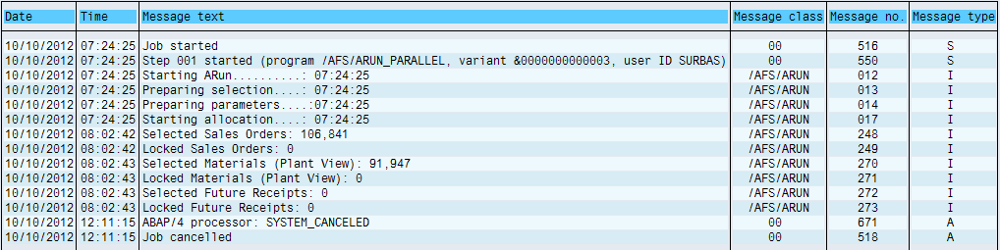 Date Time Message text Message class Message no. Message type
10/10/2012 07:24:25 Job started 00 516 S
10/10/2012 07:24:25 Step 001 started (program /AFS/ARUN_PARALLEL, variant &0000000000003, user ID SURBAS) 00 550 S
10/10/2012 07:24:25 Starting ARun..........: 07:24:25 /AFS/ARUN 012 I
10/10/2012 07:24:25 Preparing selection....: 07:24:25 /AFS/ARUN 013 I
10/10/2012 07:24:25 Preparing parameters....:07:24:25 /AFS/ARUN 014 I
10/10/2012 07:24:25 Starting allocation....: 07:24:25 /AFS/ARUN 017 I
10/10/2012 08:02:42 Selected Sales Orders: 106,841 /AFS/ARUN 248 I
10/10/2012 08:02:42 Locked Sales Orders: 0 /AFS/ARUN 249 I
10/10/2012 08:02:43 Selected Materials (Plant View): 91,947 /AFS/ARUN 270 I
10/10/2012 08:02:43 Locked Materials (Plant View): 0 /AFS/ARUN 271 I
10/10/2012 08:02:43 Selected Future Receipts: 0 /AFS/ARUN 272 I
10/10/2012 08:02:43 Locked Future Receipts: 0 /AFS/ARUN 273 I
10/10/2012 12:11:15 ABAP/4 processor: SYSTEM_CANCELED 00 671 A
10/10/2012 12:11:15 Job cancelled 00 518 A